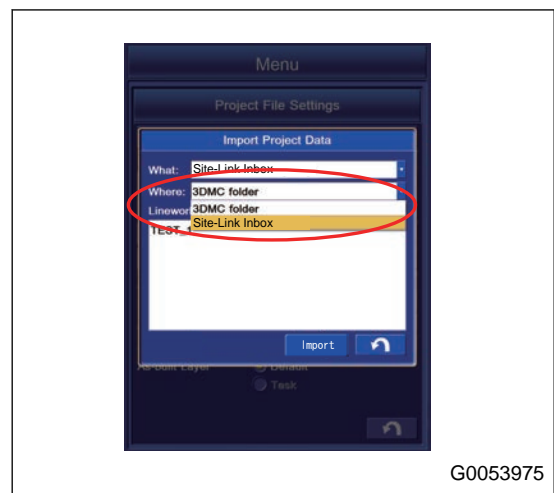 Menu
Project File Settings
Import Project Data
What: Site-Link Inbox
Where: 3DMC folder
3DMC folder
Site-Link Inbox
Import
As-built Layer Default
Task
G0053975